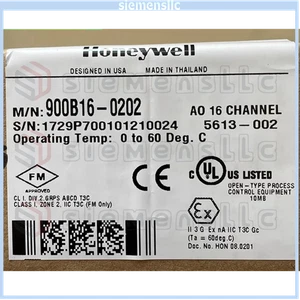 siemensllc
Honeywell
DESIGNED IN USA
MADE IN THAILAND
M/N: 900B16-0202
AO 16 CHANNEL
S/N: 1729P700101210024
5613-002
Operating Temp: 0 to 60 Deg. C
FM
APPROVED
CL I, DIV.2,GRPS ABCD T3C
CLASS I, ZONE 2, IIC T3C (FM Only)
CE
C UL US LISTED
OPEN-TYPE PROCESS
CONTROL EQUIPMENT
10MB
Ex
II 3 G Ex nA IIC T3C Gc
(Ta = 60deg.C)
Doc. No. HON 08.0201